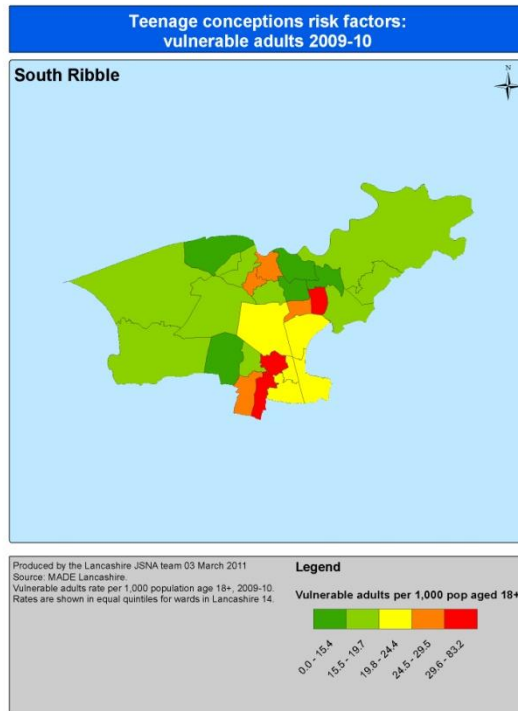 Teenage conceptions risk factors:
vulnerable adults 2009-10
South Ribble
N
Produced by the Lancashire JSNA team 03 March 2011
Source: MADE Lancashire.
Vulnerable adults rate per 1,000 population age 18+, 2009-10.
Rates are shown in equal quintiles for wards in Lancashire 14.
Legend
Vulnerable adults per 1,000 pop aged 18+
0.0 - 15.4
15.5 - 19.7
19.8 - 24.4
24.5 - 29.5
29.6 - 83.2